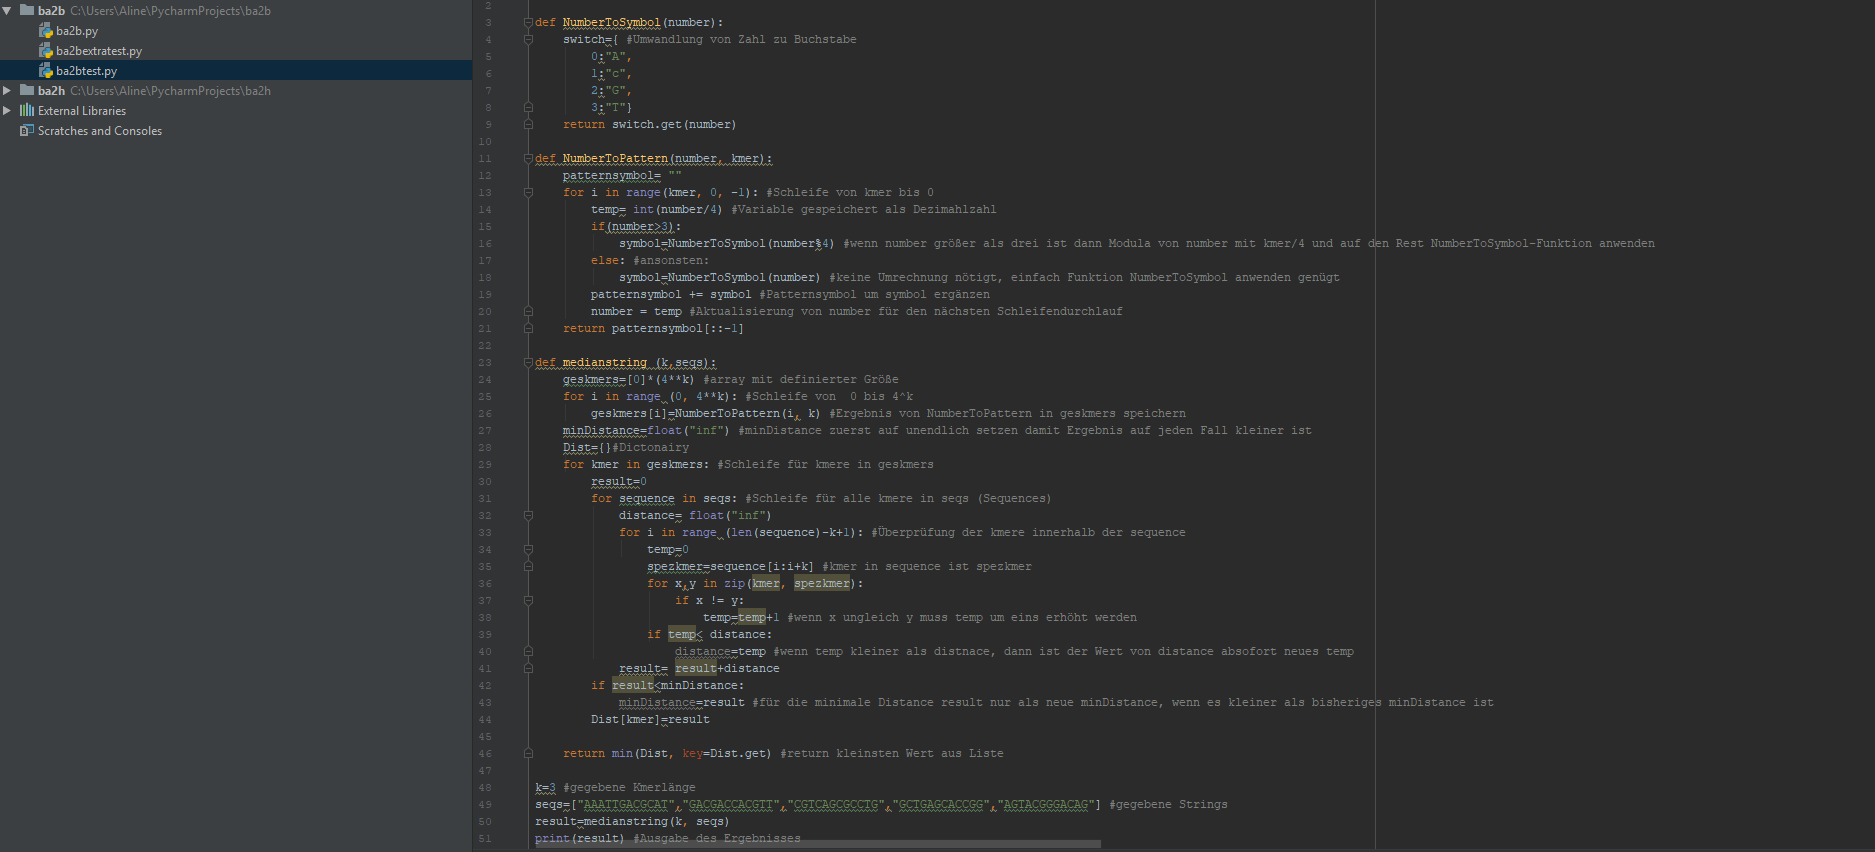 ba2b C:\Users\Aline\PycharmProjects\ba2b
ba2b.py
ba2bextratest.py
ba2btest.py
ba2h C:\Users\Aline\PycharmProjects\ba2h
External Libraries
Scratches and Consoles
2
3 def NumberToSymbol(number):
4 switch={ #Umwandlung von Zahl zu Buchstabe
5 0:"A",
6 1:"c",
7 2:"G",
8 3:"T"}
9 return switch.get(number)
10
11 def NumberToPattern(number, kmer):
12 patternsymbol= ""
13 for i in range(kmer, 0, -1): #Schleife von kmer bis 0
14 temp= int(number/4) #Variable gespeichert als Dezimahlzahl
15 if(number>3):
16 symbol=NumberToSymbol(number%4) #wenn number größer als drei ist dann Modula von number mit kmer/4 und auf den Rest NumberToSymbol-Funktion anwenden
17 else: #ansonsten:
18 symbol=NumberToSymbol(number) #keine Umrechnung nötigt, einfach Funktion NumberToSymbol anwenden genügt
19 patternsymbol += symbol #Patternsymbol um symbol ergänzen
20 number = temp #Aktualisierung von number für den nächsten Schleifendurchlauf
21 return patternsymbol[::-1]
22
23 def medianstring (k,seqs):
24 geskmers=[0]*(4**k) #array mit definierter Größe
25 for i in range (0, 4**k): #Schleife von  0 bis 4^k
26 geskmers[i]=NumberToPattern(i, k) #Ergebnis von NumberToPattern in geskmers speichern
27 minDistance=float("inf") #minDistance zuerst auf unendlich setzen damit Ergebnis auf jeden Fall kleiner ist
28 Dist={}#Dictonairy
29 for kmer in geskmers: #Schleife für kmere in geskmers
30 result=0
31 for sequence in seqs: #Schleife für alle kmere in seqs (Sequences)
32 distance= float("inf")
33 for i in range (len(sequence)-k+1): #Überprüfung der kmere innerhalb der sequence
34 temp=0
35 spezkmer=sequence[i:i+k] #kmer in sequence ist spezkmer
36 for x,y in zip(kmer, spezkmer):
37 if x != y:
38 temp=temp+1 #wenn x ungleich y muss temp um eins erhöht werden
39 if temp< distance:
40 distance=temp #wenn temp kleiner als distnace, dann ist der Wert von distance absofort neues temp
41 result= result+distance
42 if result<minDistance:
43 minDistance=result #für die minimale Distance result nur als neue minDistance, wenn es kleiner als bisheriges minDistance ist
44 Dist[kmer]=result
45
46 return min(Dist, key=Dist.get) #return kleinsten Wert aus Liste
47
48 k=3 #gegebene Kmerlänge
49 seqs=["AAATTGACGCAT","GACGACCACGTT","CGTCAGCGCCTG","GCTGAGCACCGG","AGTACGGGACAG"] #gegebene Strings
50 result=medianstring(k, seqs)
51 print(result) #Ausgabe des Ergebnisses